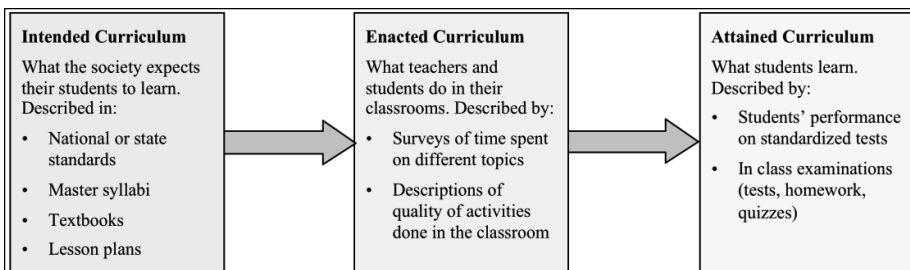 Intended Curriculum
What the society expects
their students to learn.
Described in:
• National or state
standards
• Master syllabi
• Textbooks
• Lesson plans
Enacted Curriculum
What teachers and
students do in their
classrooms. Described by:
• Surveys of time spent
on different topics
• Descriptions of
quality of activities
done in the classroom
Attained Curriculum
What students learn.
Described by:
• Students’ performance
on standardized tests
• In class examinations
(tests, homework,
quizzes)